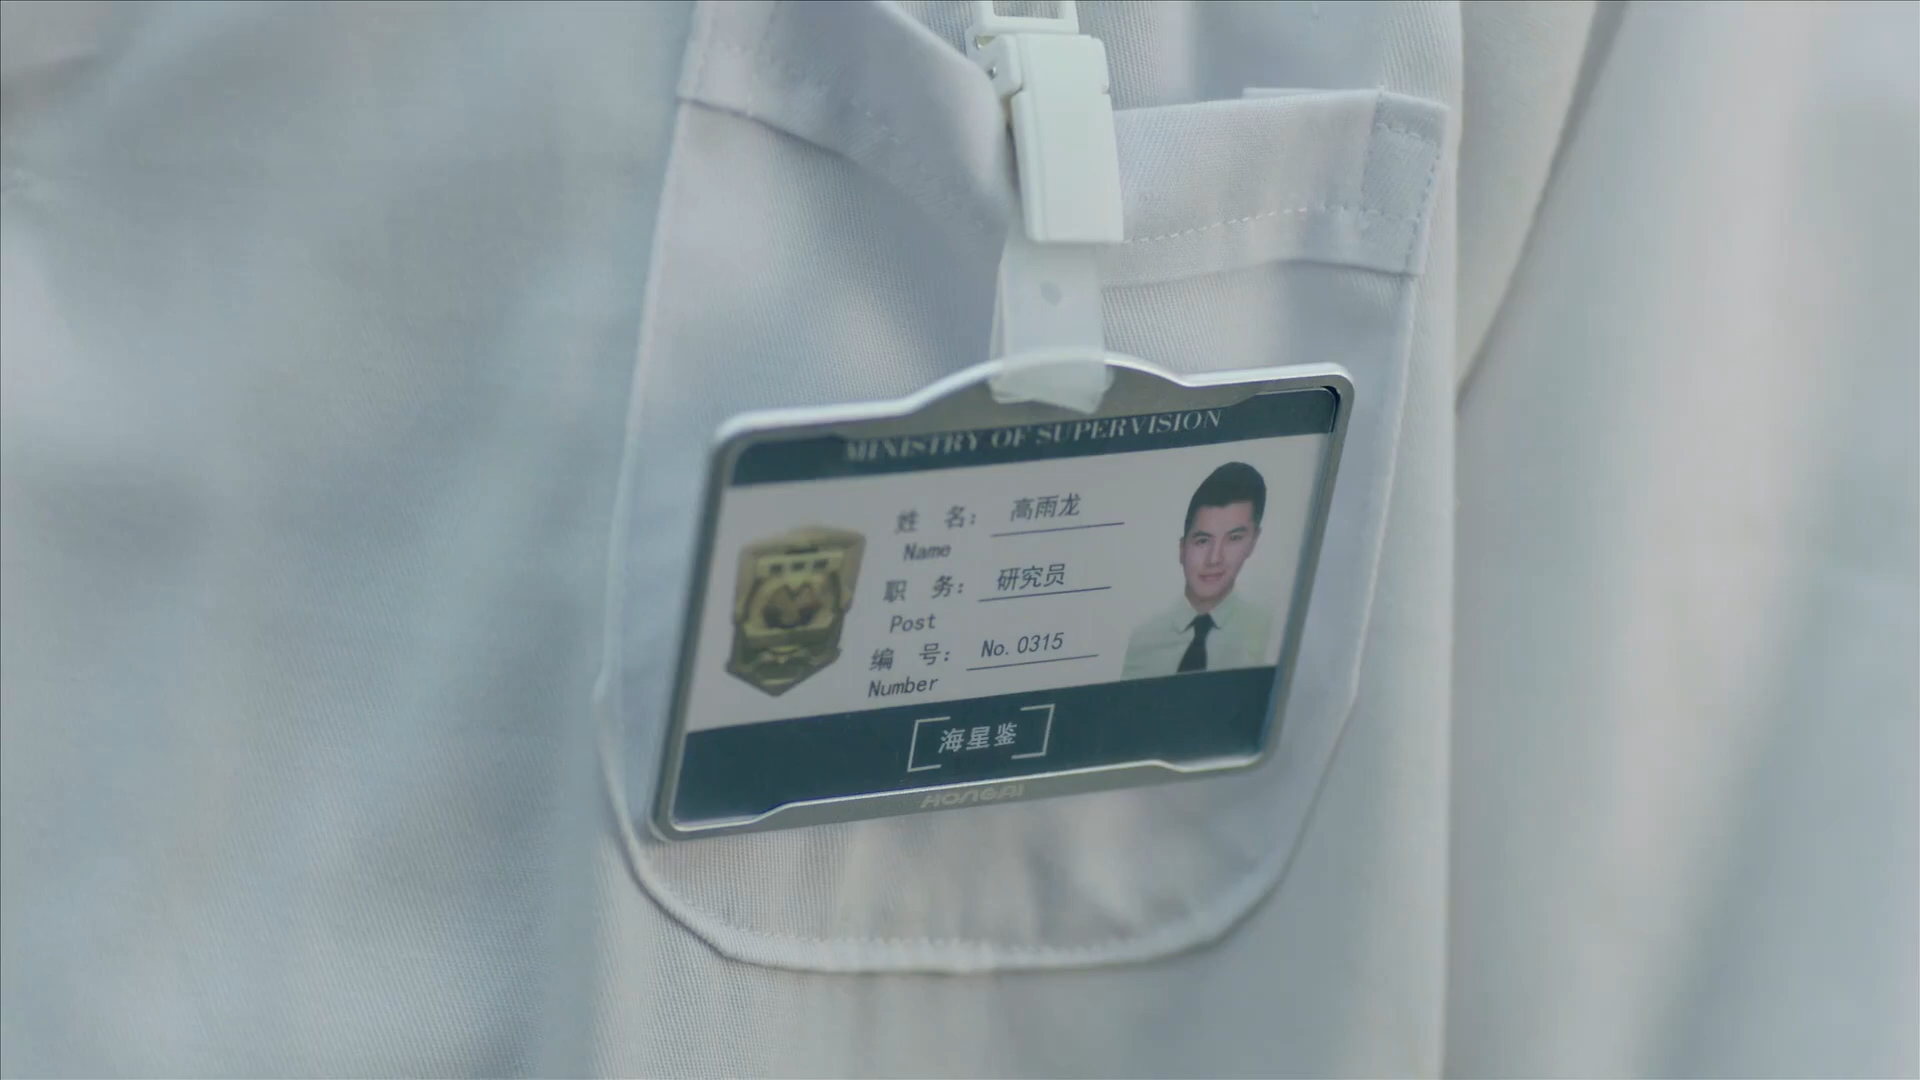 MINISTRY OF SUPERVISION
姓 名： 高雨龙
Name
职 务： 研究员
Post
编 号： No. 0315
Number
海星鉴
HONGAI